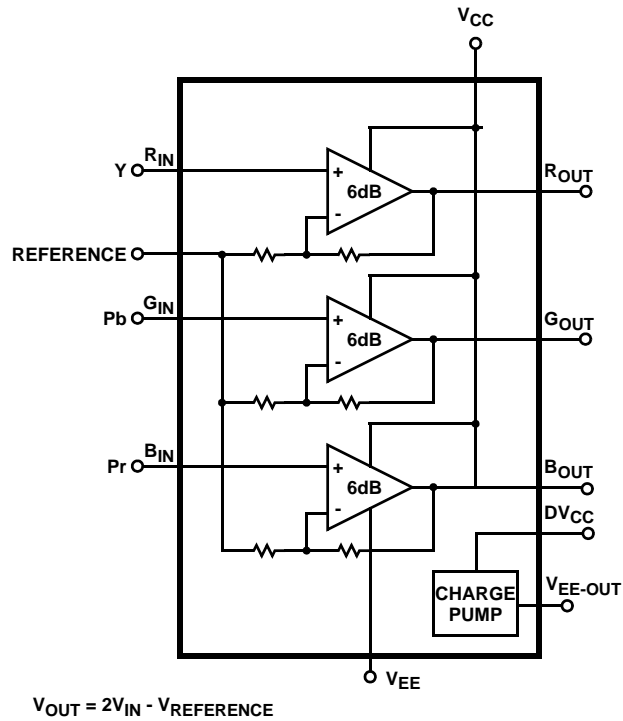 VCC
Y RIN + 6dB - ROUT
REFERENCE
Pb GIN + 6dB - GOUT
Pr BIN + 6dB - BOUT
DVCC
CHARGE
PUMP
VEE-OUT
VEE
VOUT = 2VIN - VREFERENCE